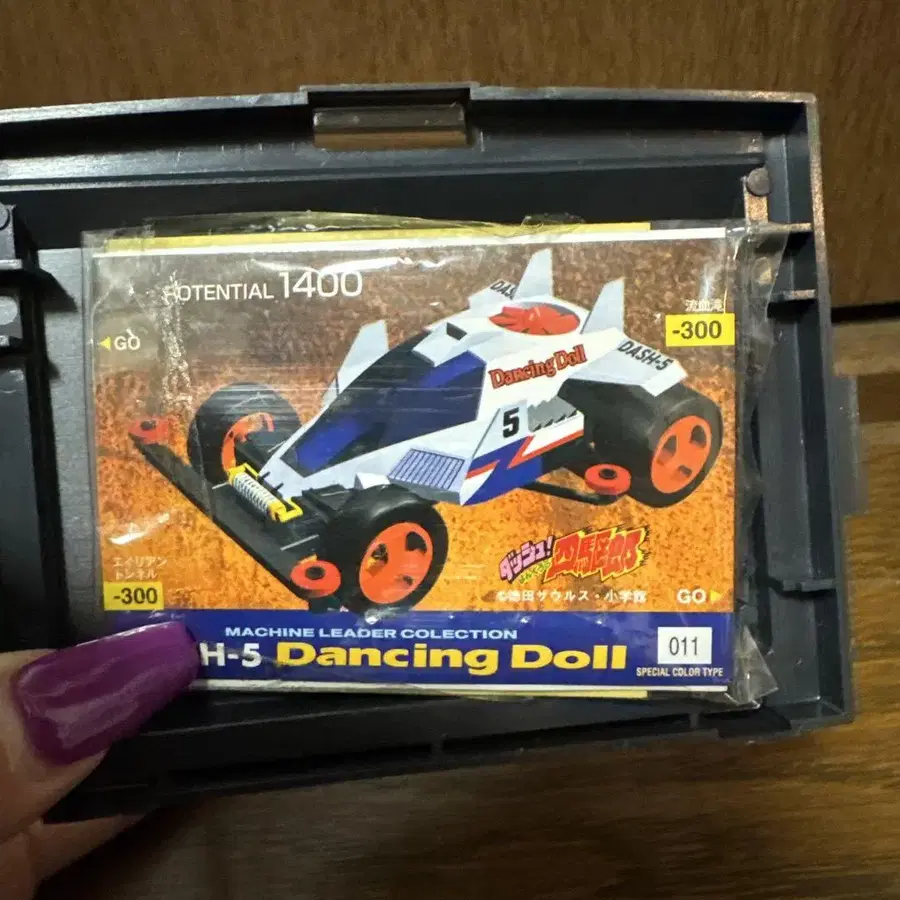 POTENTIAL 1400
GO
流血滝
-300
DASH
Dancing Doll
DASH-5
5
エイリアン
トンネル
-300
ダッシュ!
四駆郎
©徳田ザウルス・小学館
GO
MACHINE LEADER COLECTION
H-5 Dancing Doll
011
SPECIAL COLOR TYPE